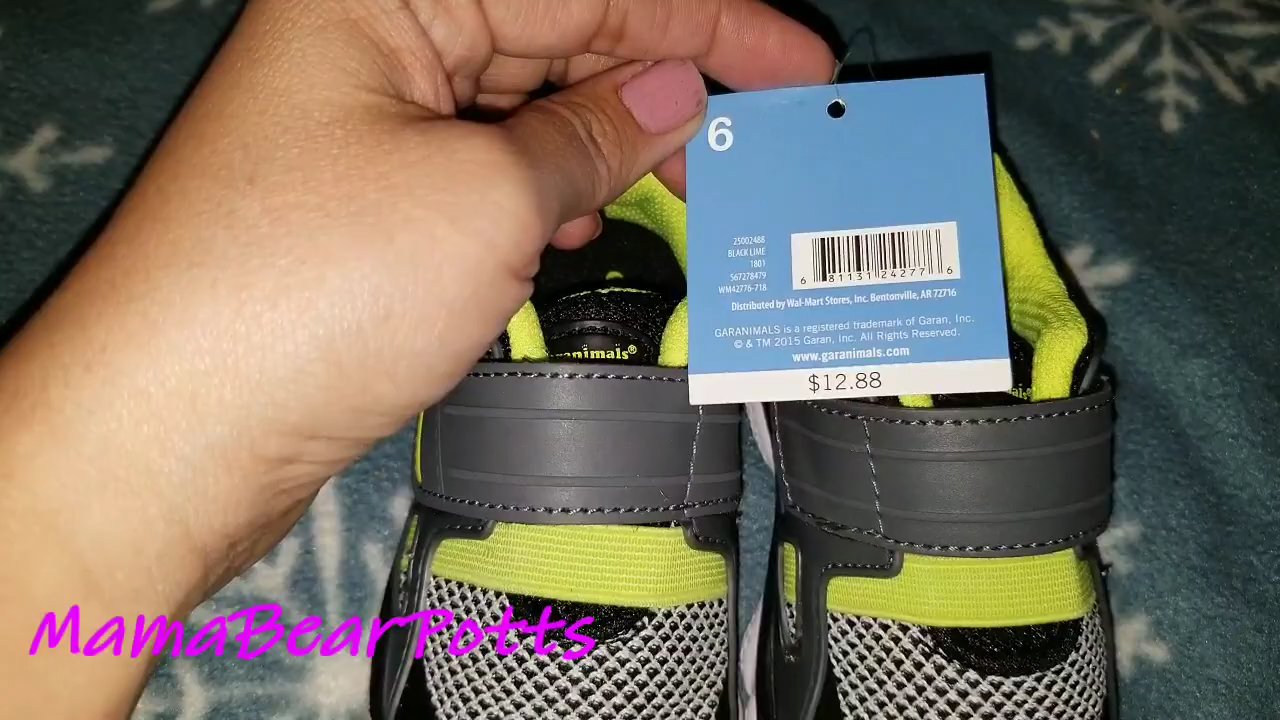 6
25002488
BLACK LIME
1801
567278479
WM42776-718
6 81131 24277 6
Distributed by Wal-Mart Stores, Inc. Bentonville, AR 72716
GARANIMALS is a registered trademark of Garan, Inc.
© & TM 2015 Garan, Inc. All Rights Reserved.
www.garanimals.com
$12.88
garanimals®
MamaBearPotts